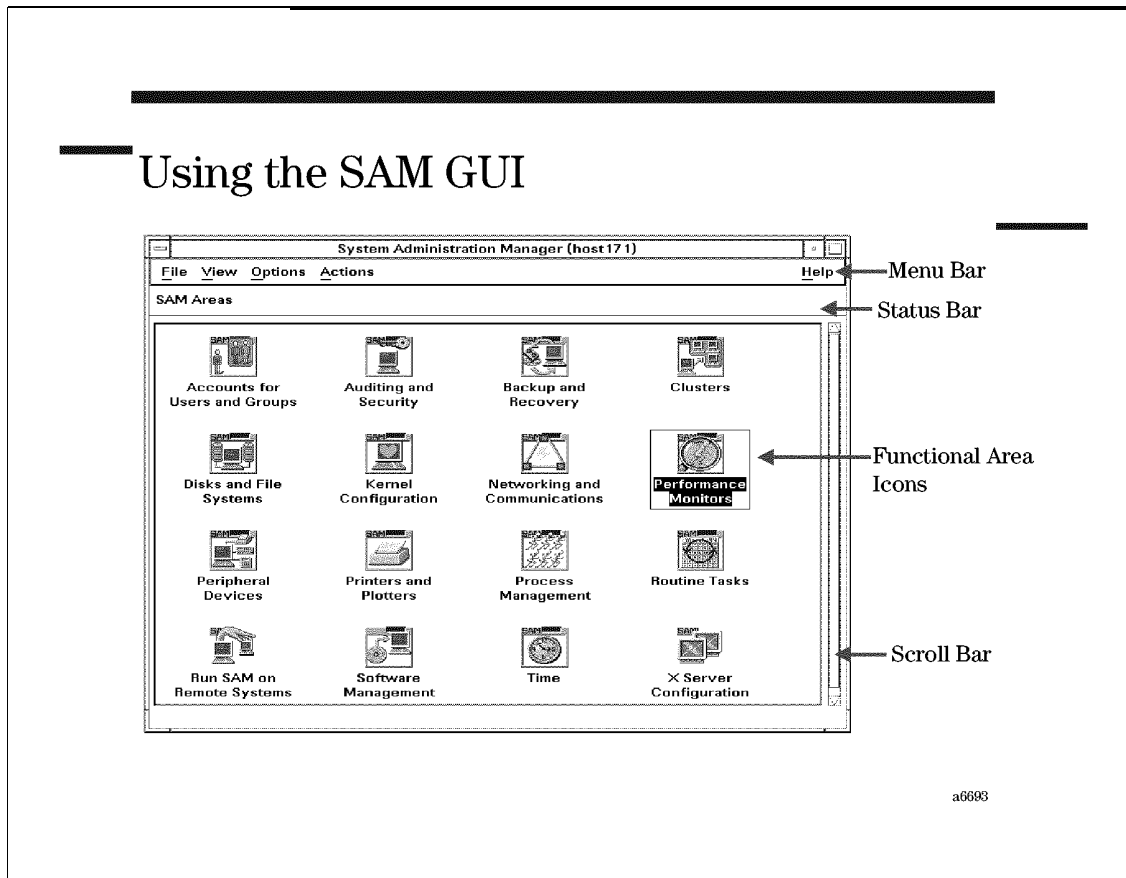 Using the SAM GUI
System Administration Manager (host171)
File View Options Actions Help
Menu Bar
SAM Areas
Status Bar
Accounts for
Users and Groups
Auditing and
Security
Backup and
Recovery
Clusters
Disks and File
Systems
Kernel
Configuration
Networking and
Communications
Performance
Monitors
Functional Area
Icons
Peripheral
Devices
Printers and
Plotters
Process
Management
Routine Tasks
Run SAM on
Remote Systems
Software
Management
Time
X Server
Configuration
Scroll Bar
a6693